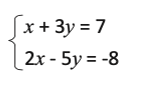 x + 3y = 7
2x - 5y = -8